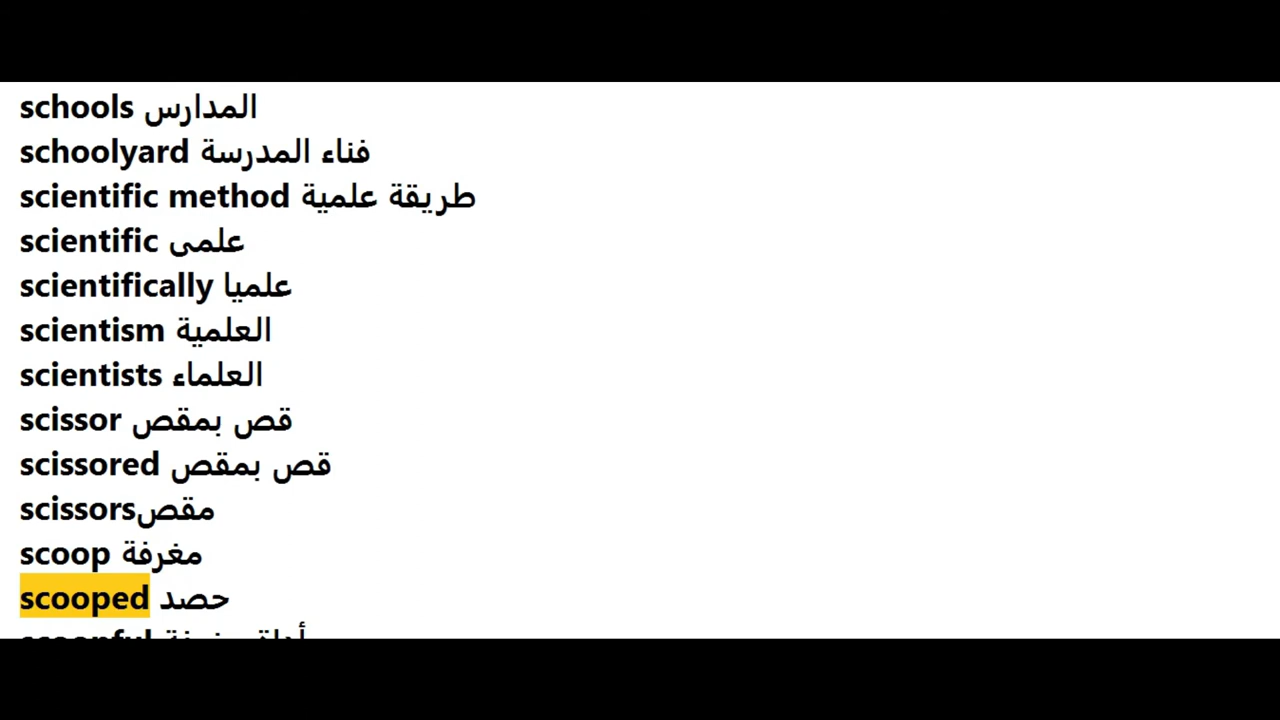 schools المدارس
schoolyard فناء المدرسة
scientific method طريقة علمية
scientific علمى
scientifically علميا
scientism العلمية
scientists العلماء
scissor قص بمقص
scissored قص بمقص
scissorsمقص
scoop مغرفة
scooped حصد
scoopful